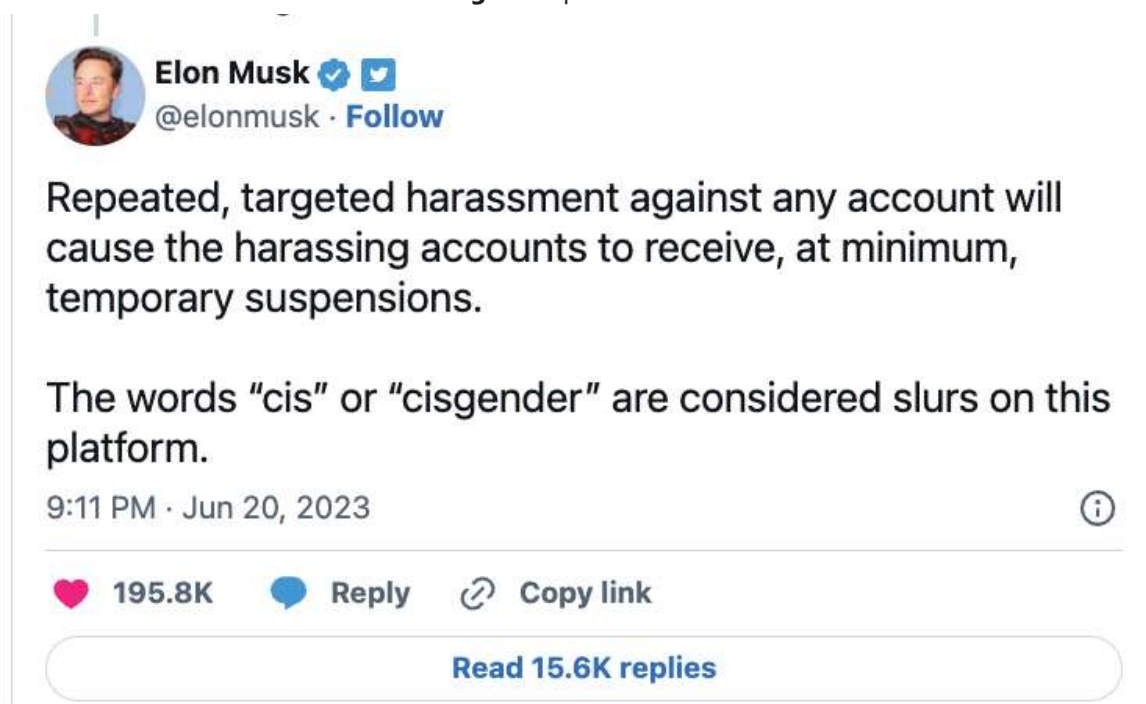 Elon Musk
@elonmusk · Follow
Repeated, targeted harassment against any account will
cause the harassing accounts to receive, at minimum,
temporary suspensions.
The words “cis” or “cisgender” are considered slurs on this
platform.
9:11 PM · Jun 20, 2023
195.8K Reply Copy link
Read 15.6K replies